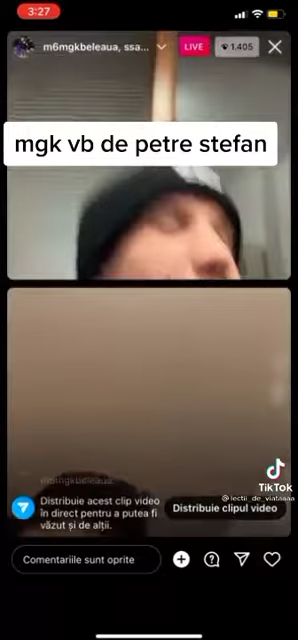 3:27
m6mgkbeleaua, ssa...
LIVE
1.405
mgk vb de petre stefan
m6mgkbeleaua
Distribuie acest clip video
în direct pentru a putea fi
văzut și de alții.
Distribuie clipul video
TikTok
@lectii_de_viataaaa
Comentariile sunt oprite